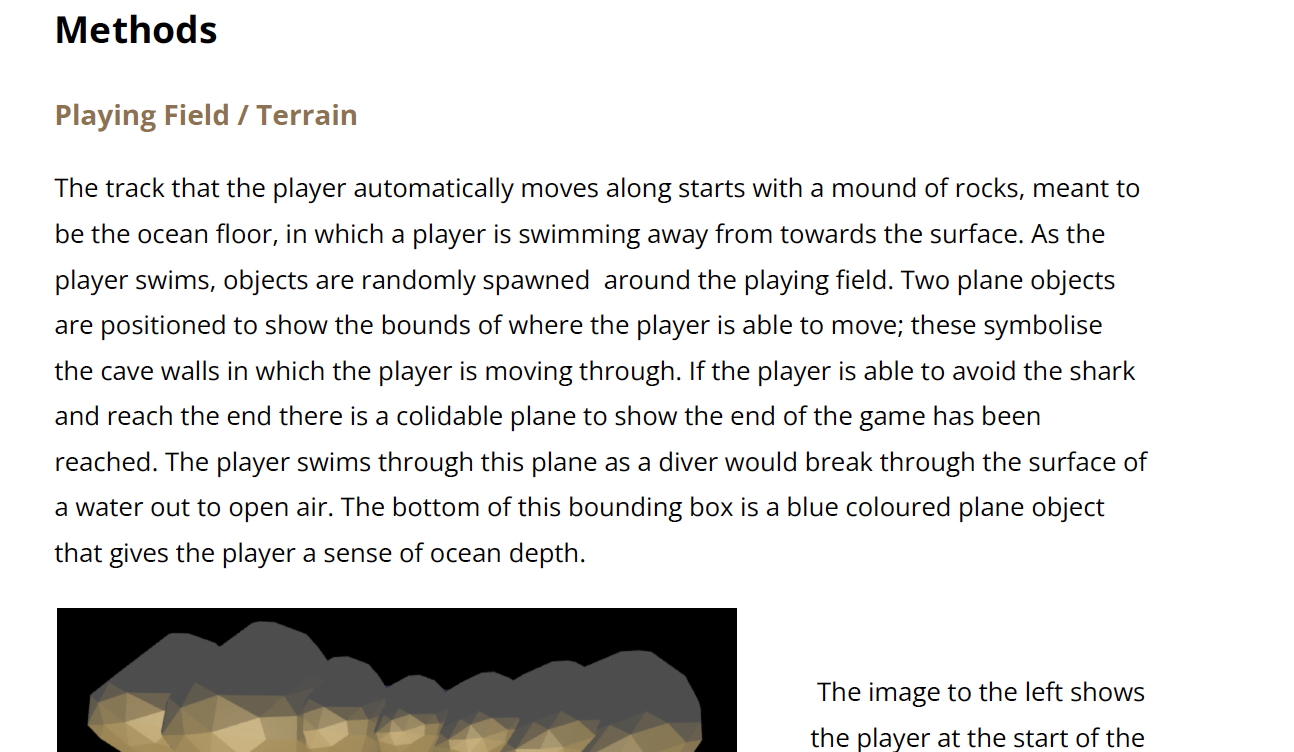 Methods
Playing Field / Terrain
The track that the player automatically moves along starts with a mound of rocks, meant to
be the ocean floor, in which a player is swimming away from towards the surface. As the
player swims, objects are randomly spawned  around the playing field. Two plane objects
are positioned to show the bounds of where the player is able to move; these symbolise
the cave walls in which the player is moving through. If the player is able to avoid the shark
and reach the end there is a colidable plane to show the end of the game has been
reached. The player swims through this plane as a diver would break through the surface of
a water out to open air. The bottom of this bounding box is a blue coloured plane object
that gives the player a sense of ocean depth.
The image to the left shows
the player at the start of the